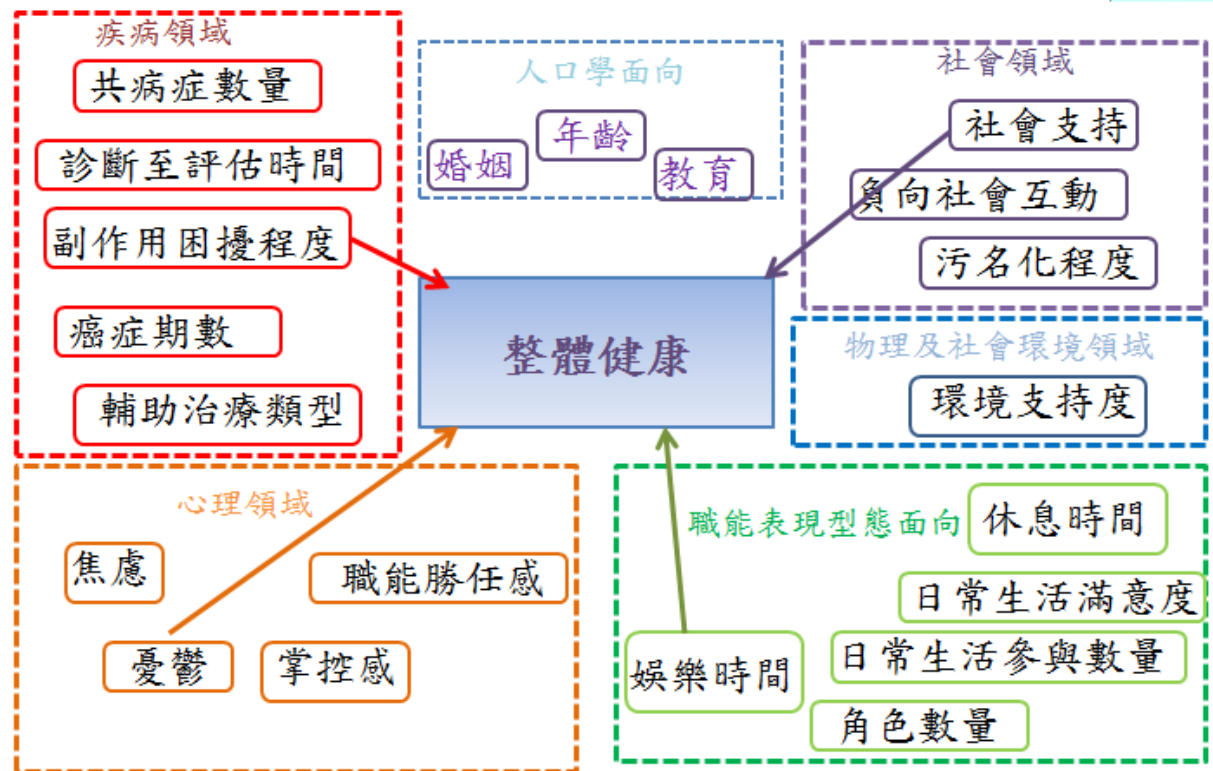 疾病領域
共病症數量
診斷至評估時間
副作用困擾程度
癌症期數
輔助治療類型
人口學面向
婚姻
年齡
教育
社會領域
社會支持
負向社會互動
污名化程度
整體健康
物理及社會環境領域
環境支持度
心理領域
焦慮
職能勝任感
憂鬱
掌控感
職能表現型態面向
休息時間
日常生活滿意度
娛樂時間
日常生活參與數量
角色數量